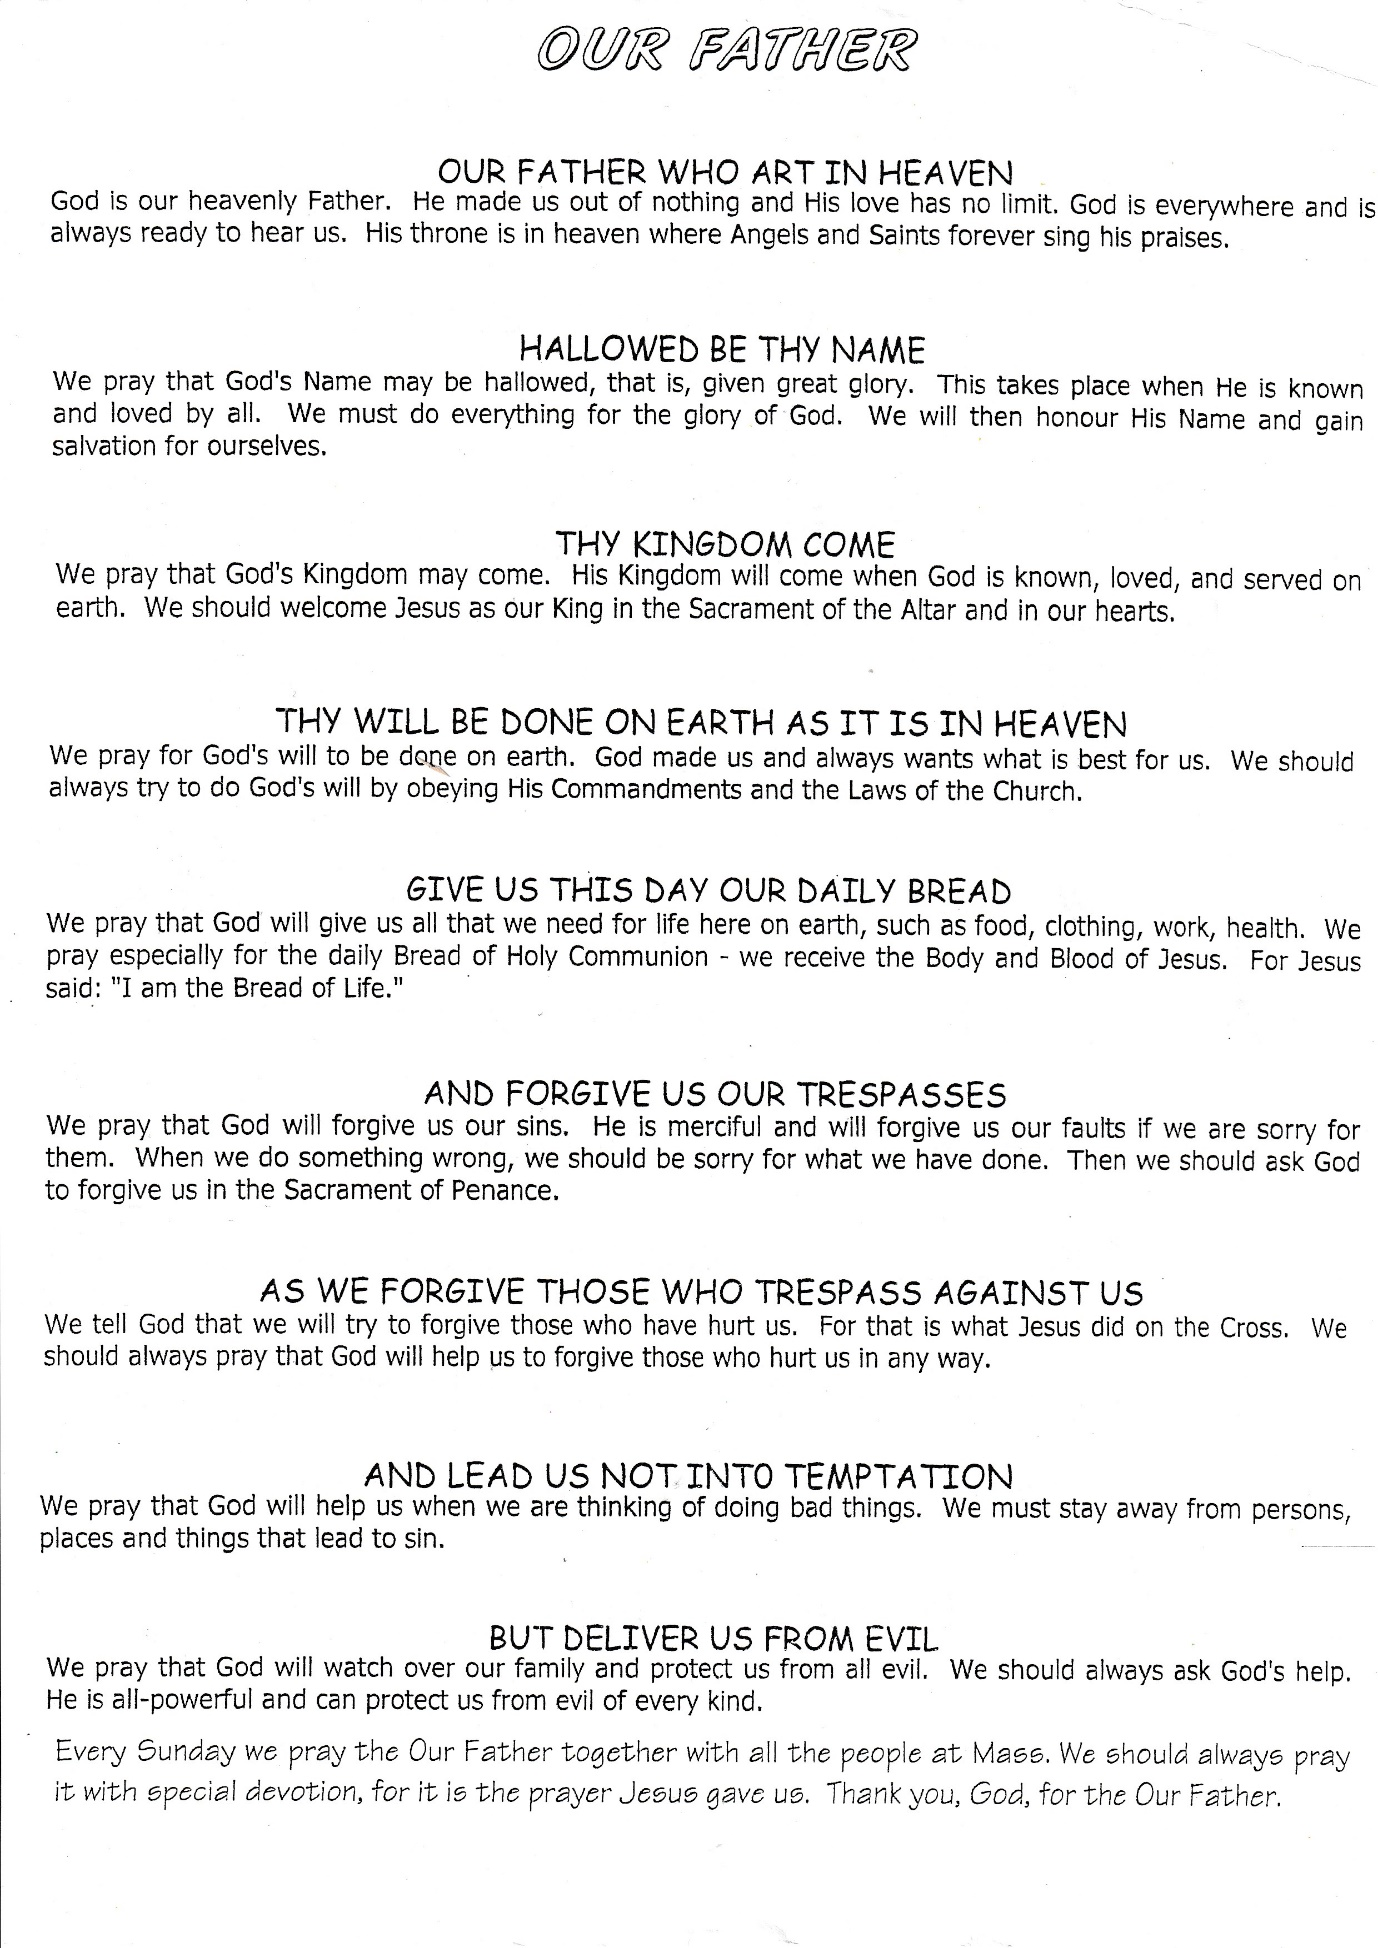 OUR FATHER
OUR FATHER WHO ART IN HEAVEN
God is our heavenly Father. He made us out of nothing and His love has no limit. God is everywhere and is
always ready to hear us. His throne is in heaven where Angels and Saints forever sing his praises.
HALLOWED BE THY NAME
We pray that God's Name may be hallowed, that is, given great glory. This takes place when He is known
and loved by all. We must do everything for the glory of God. We will then honour His Name and gain
salvation for ourselves.
THY KINGDOM COME
We pray that God's Kingdom may come. His Kingdom will come when God is known, loved, and served on
earth. We should welcome Jesus as our King in the Sacrament of the Altar and in our hearts.
THY WILL BE DONE ON EARTH AS IT IS IN HEAVEN
We pray for God's will to be done on earth. God made us and always wants what is best for us. We should
always try to do God's will by obeying His Commandments and the Laws of the Church.
GIVE US THIS DAY OUR DAILY BREAD
We pray that God will give us all that we need for life here on earth, such as food, clothing, work, health. We
pray especially for the daily Bread of Holy Communion - we receive the Body and Blood of Jesus. For Jesus
said: "I am the Bread of Life."
AND FORGIVE US OUR TRESPASSES
We pray that God will forgive us our sins. He is merciful and will forgive us our faults if we are sorry for
them. When we do something wrong, we should be sorry for what we have done. Then we should ask God
to forgive us in the Sacrament of Penance.
AS WE FORGIVE THOSE WHO TRESPASS AGAINST US
We tell God that we will try to forgive those who have hurt us. For that is what Jesus did on the Cross. We
should always pray that God will help us to forgive those who hurt us in any way.
AND LEAD US NOT INTO TEMPTATION
We pray that God will help us when we are thinking of doing bad things. We must stay away from persons,
places and things that lead to sin.
BUT DELIVER US FROM EVIL
We pray that God will watch over our family and protect us from all evil. We should always ask God's help.
He is all-powerful and can protect us from evil of every kind.
Every Sunday we pray the Our Father together with all the people at Mass. We should always pray
it with special devotion, for it is the prayer Jesus gave us. Thank you, God, for the Our Father.